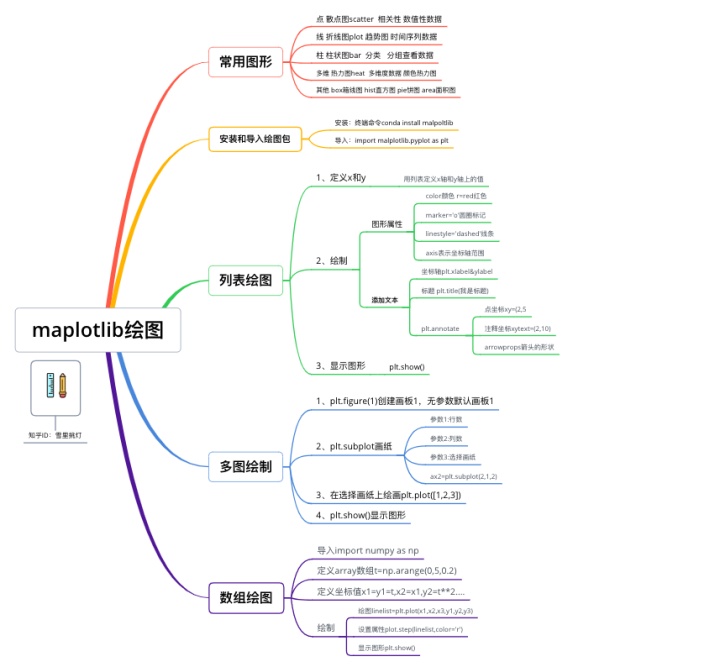 点 散点图scatter 相关性 数值性数据
线 折线图plot 趋势图 时间序列数据
常用图形
柱 柱状图bar 分类 分组查看数据
多维 热力图heat 多维度数据 颜色热力图
其他 box箱线图 hist直方图 pie饼图 area面积图
安装和导入绘图包
安装：终端命令conda install malpoltlib
导入：import malplotlib.pyplot as plt
1、定义x和y
用列表定义x轴和y轴上的值
列表绘图
2、绘制
图形属性
color颜色 r=red红色
marker='o'圆圈标记
linestyle='dashed'线条
axis表示坐标轴范围
添加文本
坐标轴plt.xlabel&ylabel
标题 plt.title(我是标题)
plt.annotate
点坐标xy=(2,5
注释坐标xytext=(2,10)
arrowprops箭头的形状
3、显示图形
plt.show()
maplotlib绘图
知乎ID：雪里挑灯
多图绘制
1、plt.figure(1)创建画板1，无参数默认画板1
2、plt.subplot画纸
参数1:行数
参数2:列数
参数3:选择画纸
ax2=plt.subplot(2,1,2)
3、在选择画纸上绘画plt.plot([1,2,3])
4、plt.show()显示图形
数组绘图
导入import numpy as np
定义array数组t=np.arange(0,5,0.2)
定义坐标值x1=y1=t,x2=x1,y2=t**2....
绘制
绘图linelist=plt.plot(x1,x2,x3,y1,y2,y3)
设置属性plot.step(linelist,color='r')
显示图形plt.show()